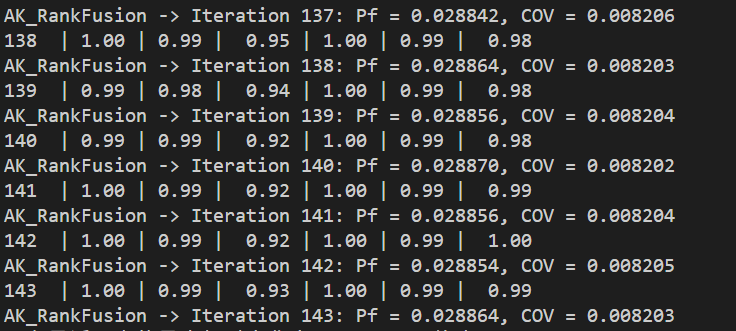 AK_RankFusion -> Iteration 137: Pf = 0.028842, COV = 0.008206
138  | 1.00 | 0.99 |  0.95 | 1.00 | 0.99 |  0.98
AK_RankFusion -> Iteration 138: Pf = 0.028864, COV = 0.008203
139  | 0.99 | 0.98 |  0.94 | 1.00 | 0.99 |  0.98
AK_RankFusion -> Iteration 139: Pf = 0.028856, COV = 0.008204
140  | 0.99 | 0.99 |  0.92 | 1.00 | 0.99 |  0.98
AK_RankFusion -> Iteration 140: Pf = 0.028870, COV = 0.008202
141  | 1.00 | 0.99 |  0.92 | 1.00 | 0.99 |  0.99
AK_RankFusion -> Iteration 141: Pf = 0.028856, COV = 0.008204
142  | 1.00 | 0.99 |  0.92 | 1.00 | 0.99 |  1.00
AK_RankFusion -> Iteration 142: Pf = 0.028854, COV = 0.008205
143  | 1.00 | 0.99 |  0.93 | 1.00 | 0.99 |  0.99
AK_RankFusion -> Iteration 143: Pf = 0.028864, COV = 0.008203